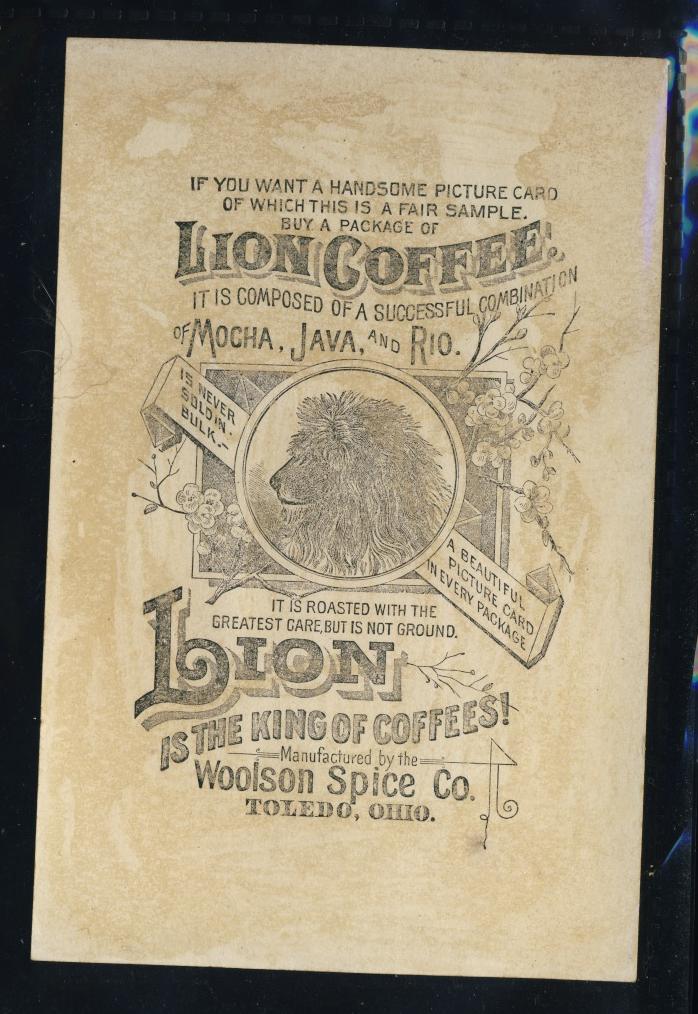 IF YOU WANT A HANDSOME PICTURE CARD
OF WHICH THIS IS A FAIR SAMPLE.
BUY A PACKAGE OF
LION COFFEE!
IT IS COMPOSED OF A SUCCESSFUL COMBINATION
OF MOCHA, JAVA, AND RIO.
IS NEVER
SOLD IN
BULK.
A BEAUTIFUL
PICTURE CARD
IN EVERY PACKAGE
IT IS ROASTED WITH THE
GREATEST CARE, BUT IS NOT GROUND.
LION
IS THE KING OF COFFEES!
Manufactured by the
Woolson Spice Co.
TOLEDO, OHIO.